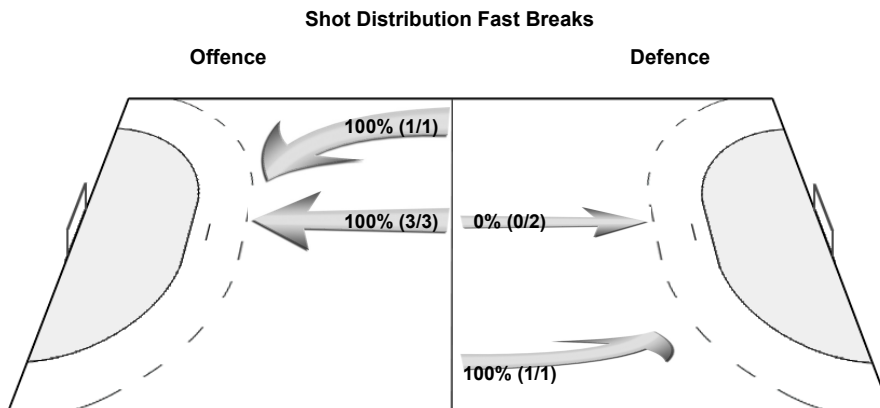 Shot Distribution Fast Breaks
Offence
Defence
100% (1/1)
100% (3/3)
0% (0/2)
100% (1/1)